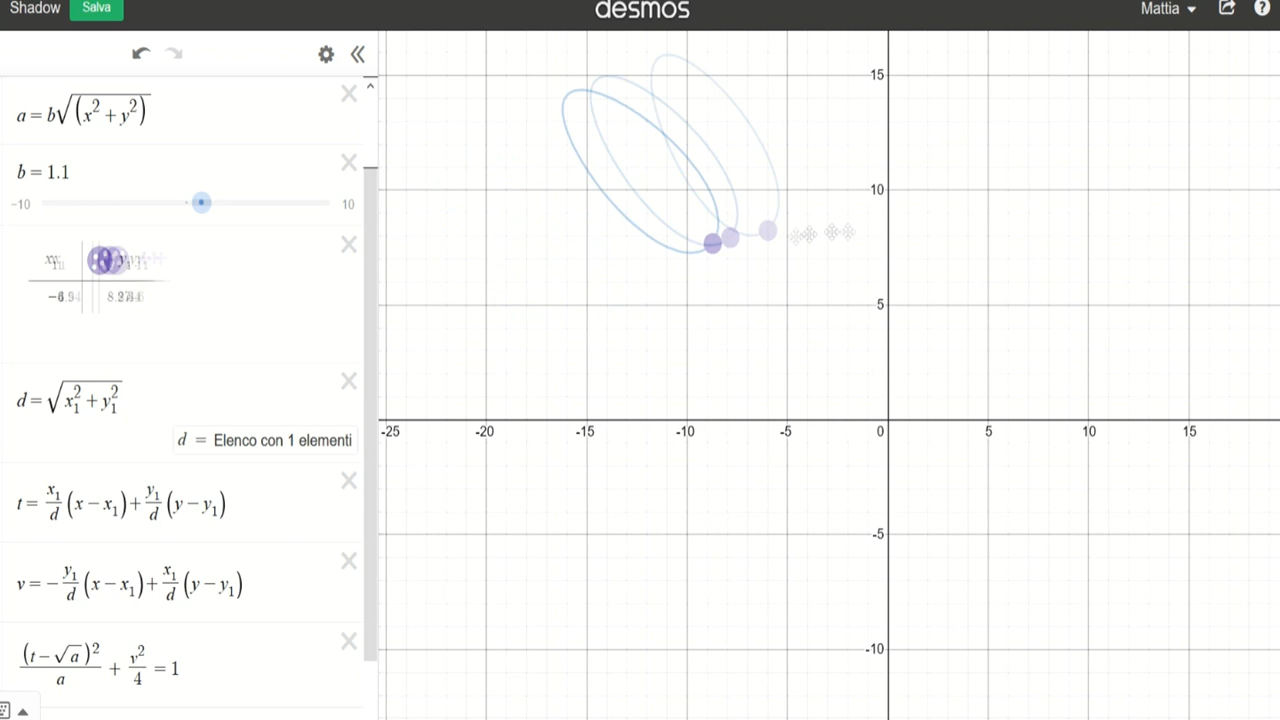 Shadow Salva desmos Mattia
a = b√(x² + y²)
b = 1.1
-10 10
d = √x₁² + y₁²
d = Elenco con 1 elementi
t = x₁/d (x − x₁) + y₁/d (y − y₁)
v = − y₁/d (x − x₁) + x₁/d (y − y₁)
(t − √a)²/a + v²/4 = 1
15
10
5
-25 -20 -15 -10 -5 0 5 10 15
-5
-10